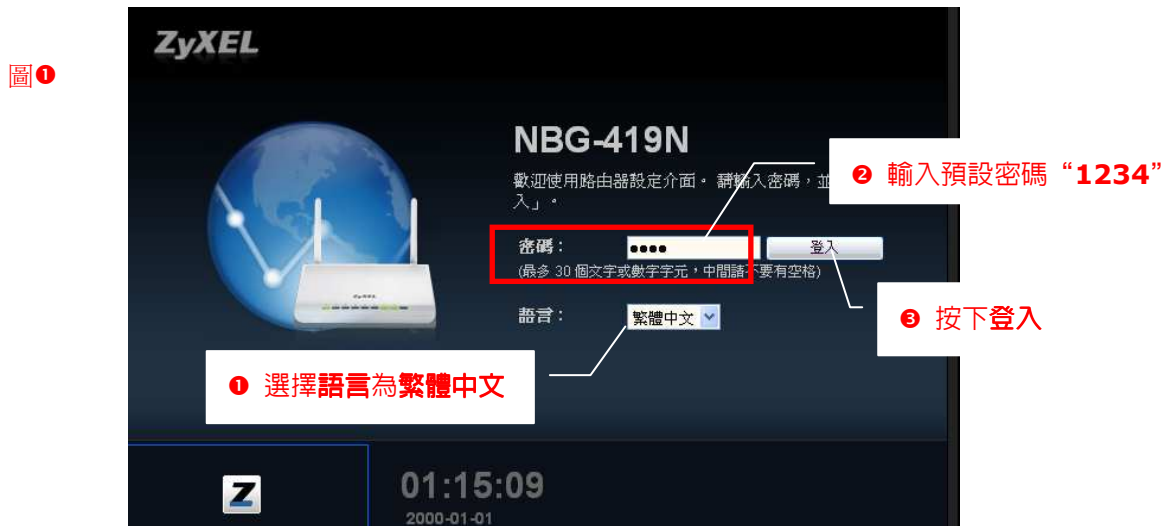 ZyXEL
圖❶
NBG-419N
歡迎使用路由器設定介面。 請輸入密碼，並
入」。
❷ 輸入預設密碼“1234”
密碼： •••• 登入
(最多 30 個文字或數字字元，中間請不要有空格)
語言： 繁體中文
❸ 按下登入
❶ 選擇語言為繁體中文
Z
01:15:09
2000-01-01